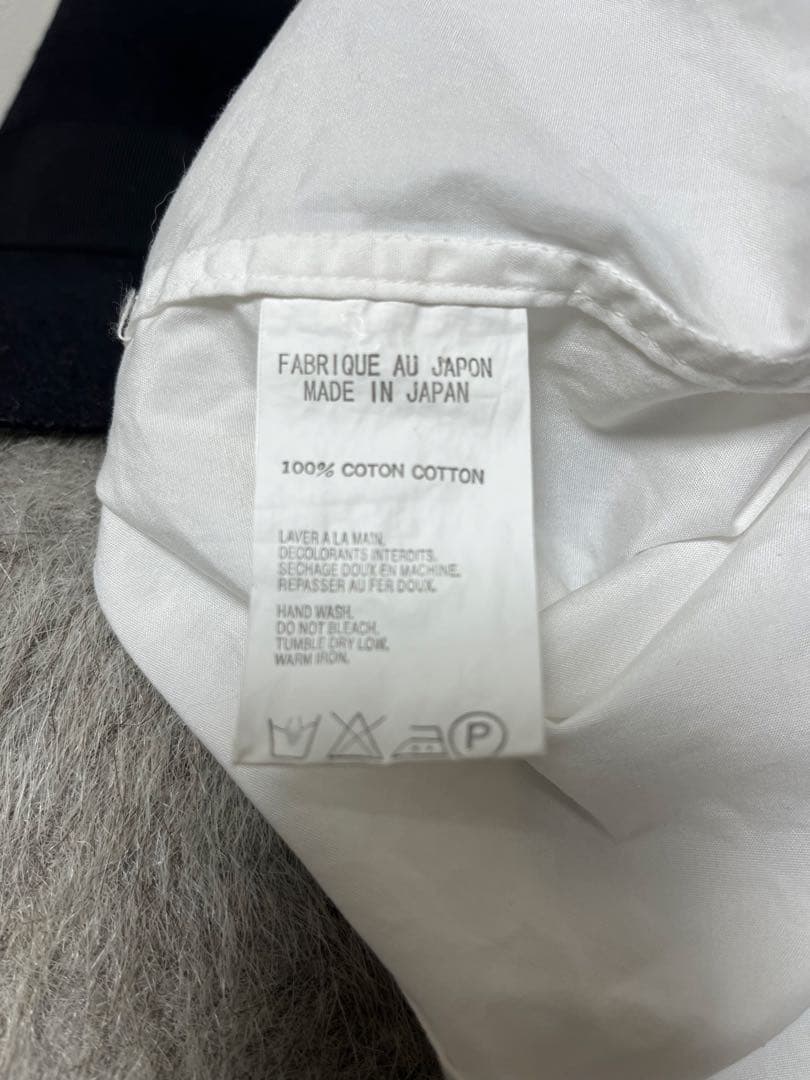 FABRIQUE AU JAPON
MADE IN JAPAN
100% COTON COTTON
LAVER A LA MAIN.
DECOLORANTS INTERDITS.
SECHAGE DOUX EN MACHINE.
REPASSER AU FER DOUX.
HAND WASH.
DO NOT BLEACH.
TUMBLE DRY LOW.
WARM IRON.
P